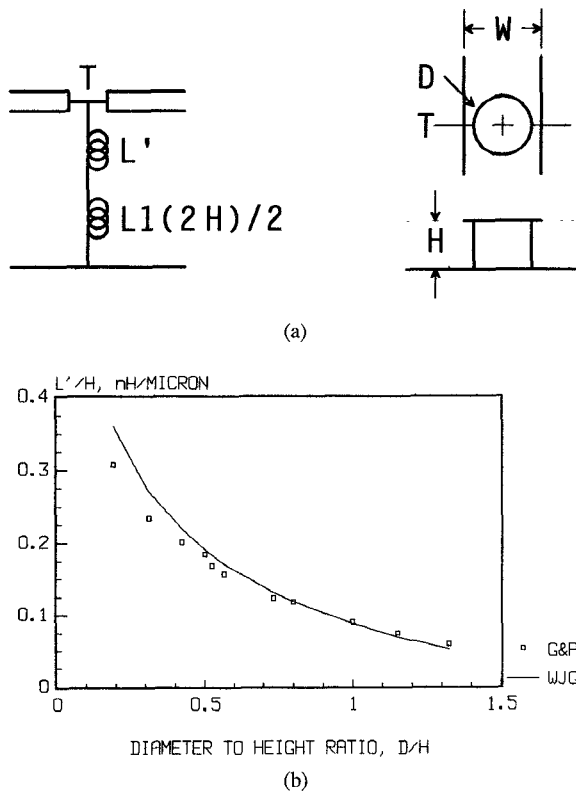 T
L'
L1(2H)/2
W
D
T
H
(a)
L'/H, nH/MICRON
0.4
0.3
0.2
0.1
0
0
0.5
1
1.5
G&P
WJG
DIAMETER TO HEIGHT RATIO, D/H
(b)